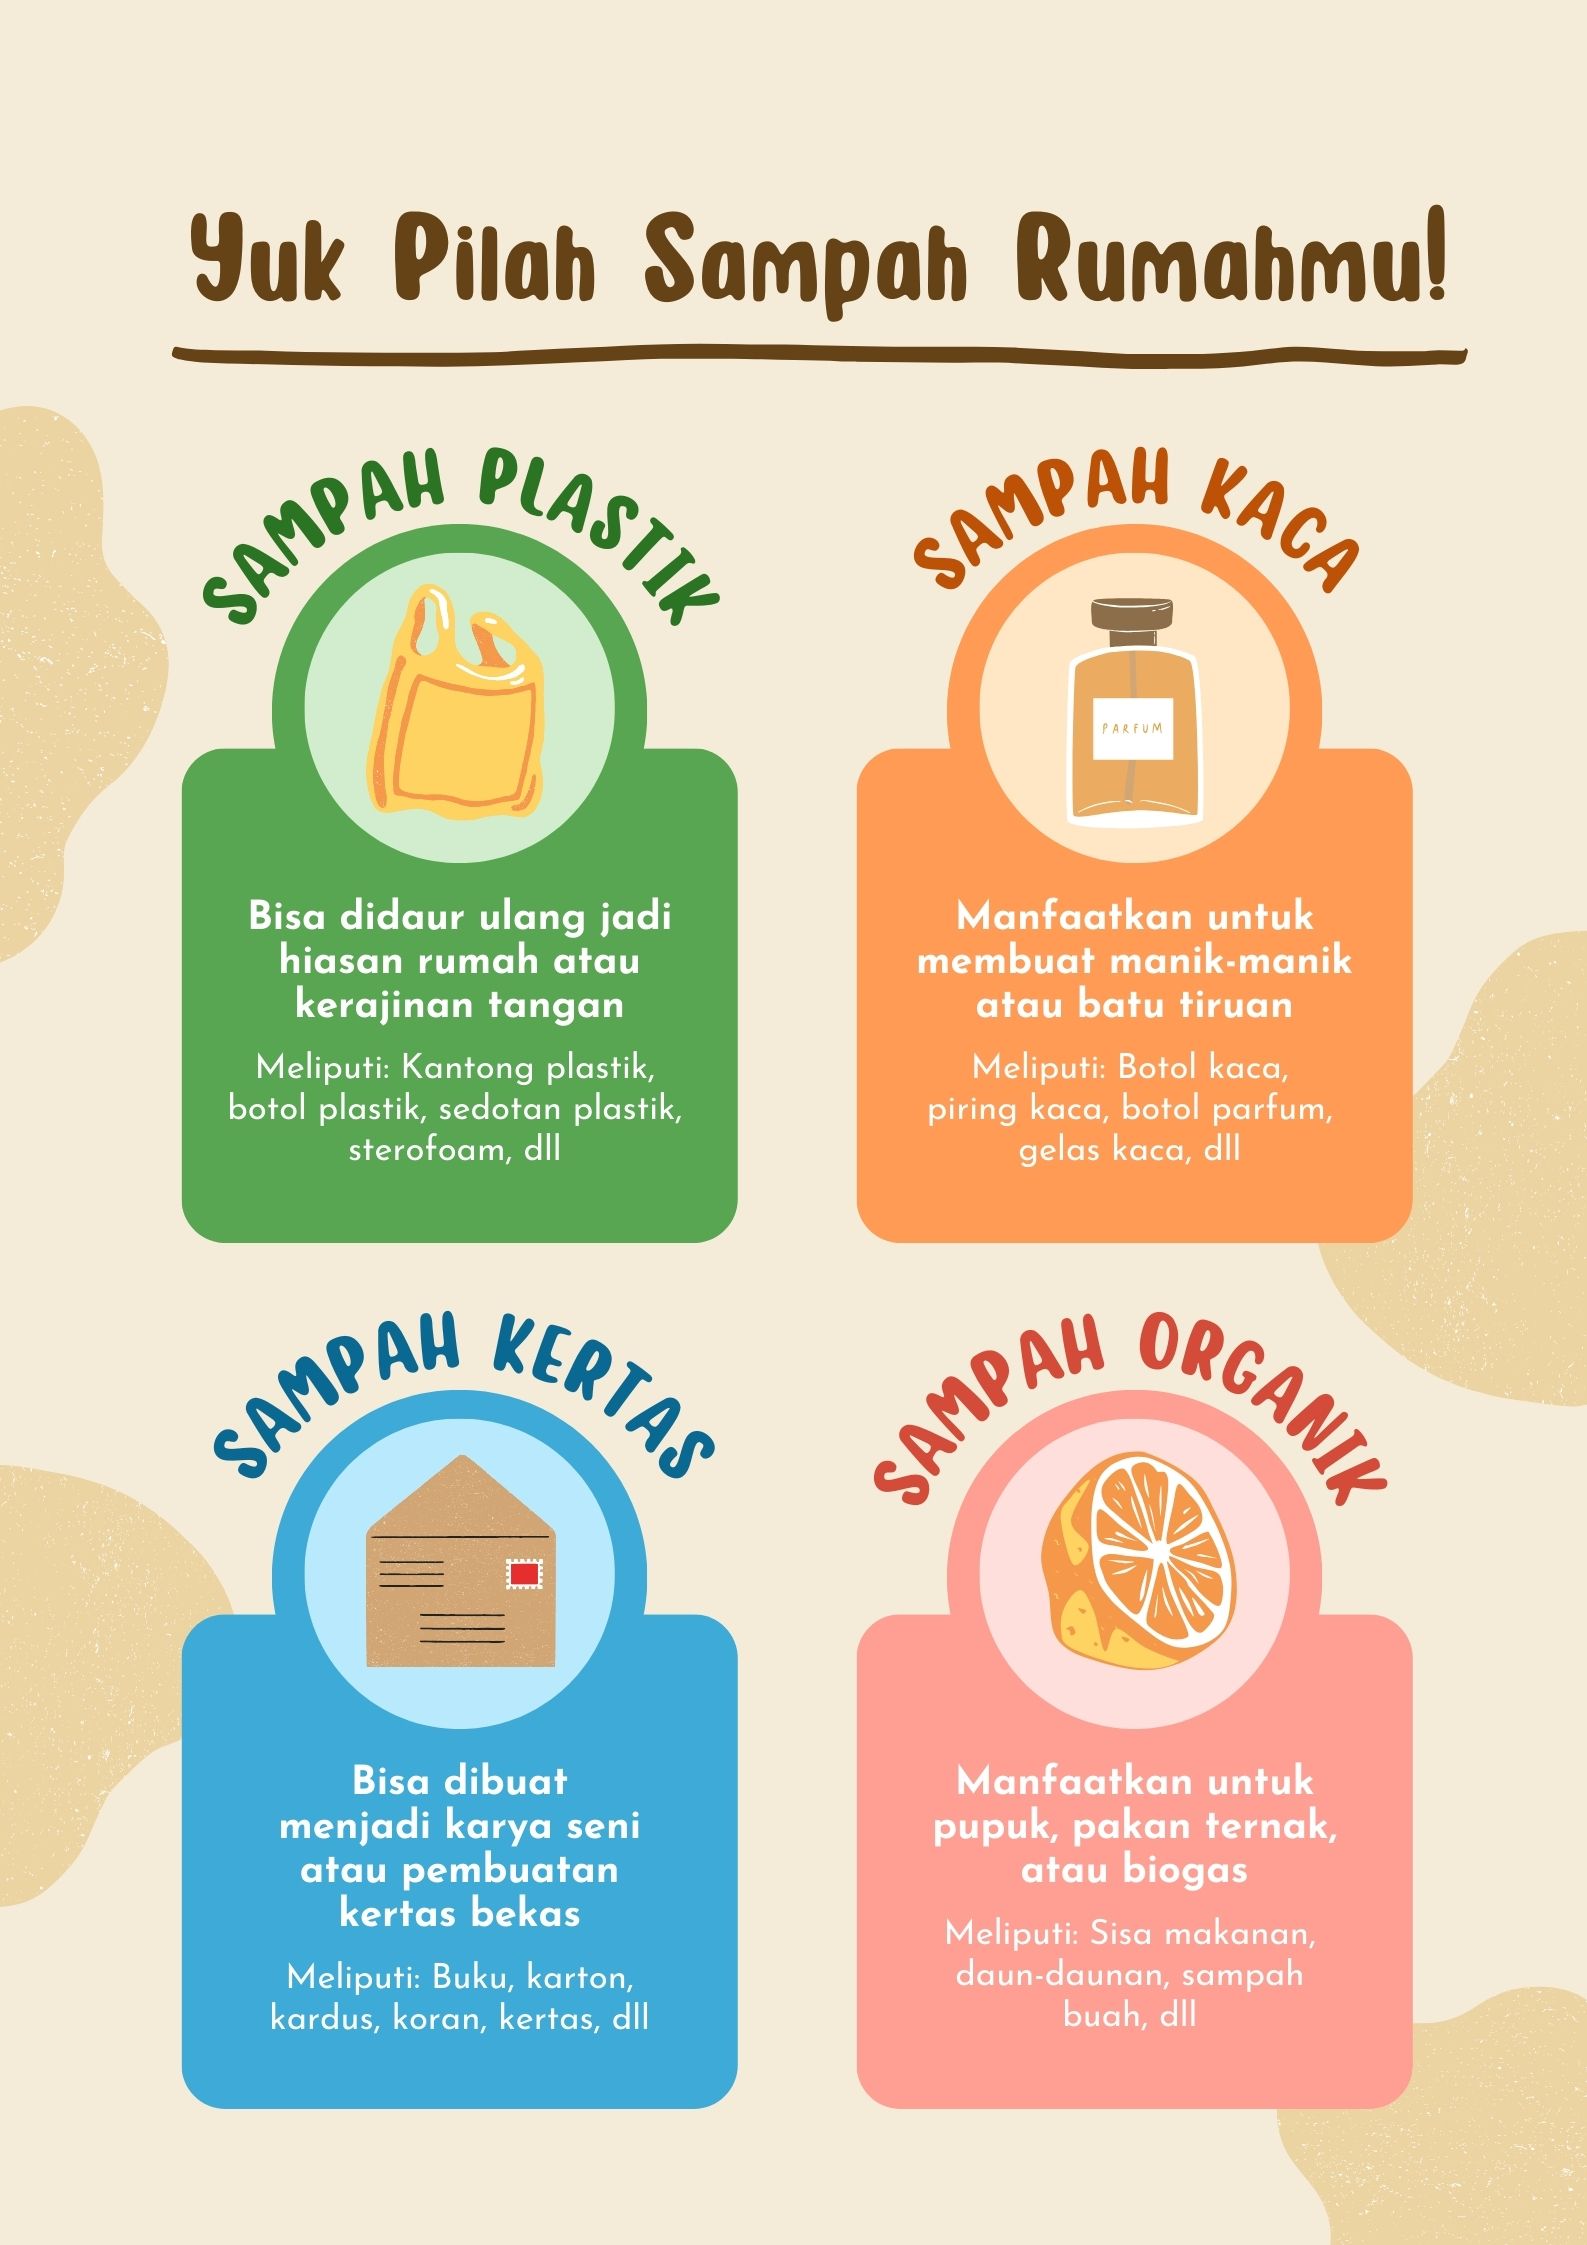 Yuk Pilah Sampah Rumahmu!
SAMPAH PLASTIK
Bisa didaur ulang jadi
hiasan rumah atau
kerajinan tangan
Meliputi: Kantong plastik,
botol plastik, sedotan plastik,
sterofoam, dll
SAMPAH KACA
PARFUM
Manfaatkan untuk
membuat manik-manik
atau batu tiruan
Meliputi: Botol kaca,
piring kaca, botol parfum,
gelas kaca, dll
SAMPAH KERTAS
Bisa dibuat
menjadi karya seni
atau pembuatan
kertas bekas
Meliputi: Buku, karton,
kardus, koran, kertas, dll
SAMPAH ORGANIK
Manfaatkan untuk
pupuk, pakan ternak,
atau biogas
Meliputi: Sisa makanan,
daun-daunan, sampah
buah, dll